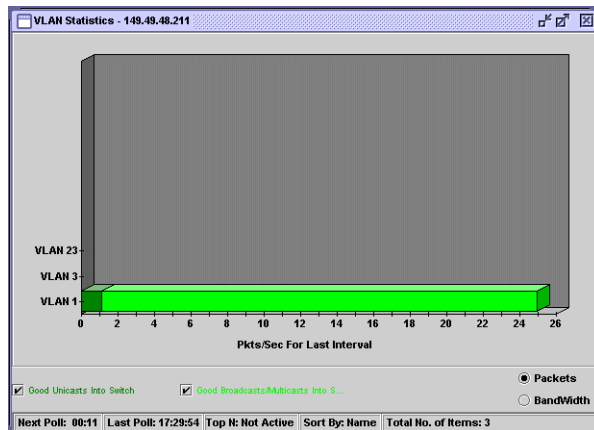 VLAN Statistics - 149.49.48.211
VLAN 23
VLAN 3
VLAN 1
0 2 4 6 8 10 12 14 16 18 20 22 24 26
Pkts/Sec For Last Interval
Good Unicasts Into Switch
Good Broadcasts/Multicasts Into S...
Packets
BandWidth
Next Poll: 00:11 Last Poll: 17:29:54 Top N: Not Active Sort By: Name Total No. of Items: 3